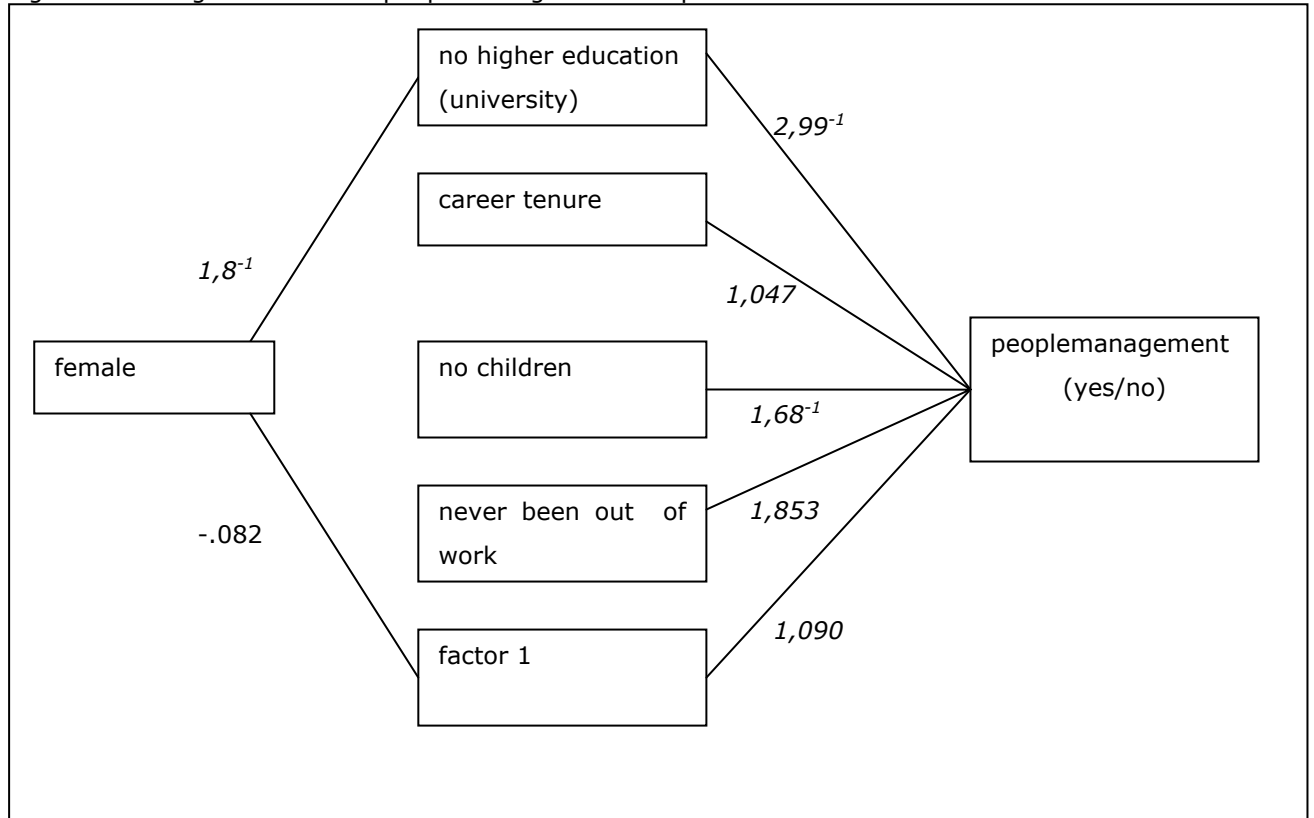 no higher education
(university)
2,99⁻¹
career tenure
1,8⁻¹
1,047
female
no children
peoplemanagement
(yes/no)
1,68⁻¹
never been out of
work
1,853
-.082
factor 1
1,090